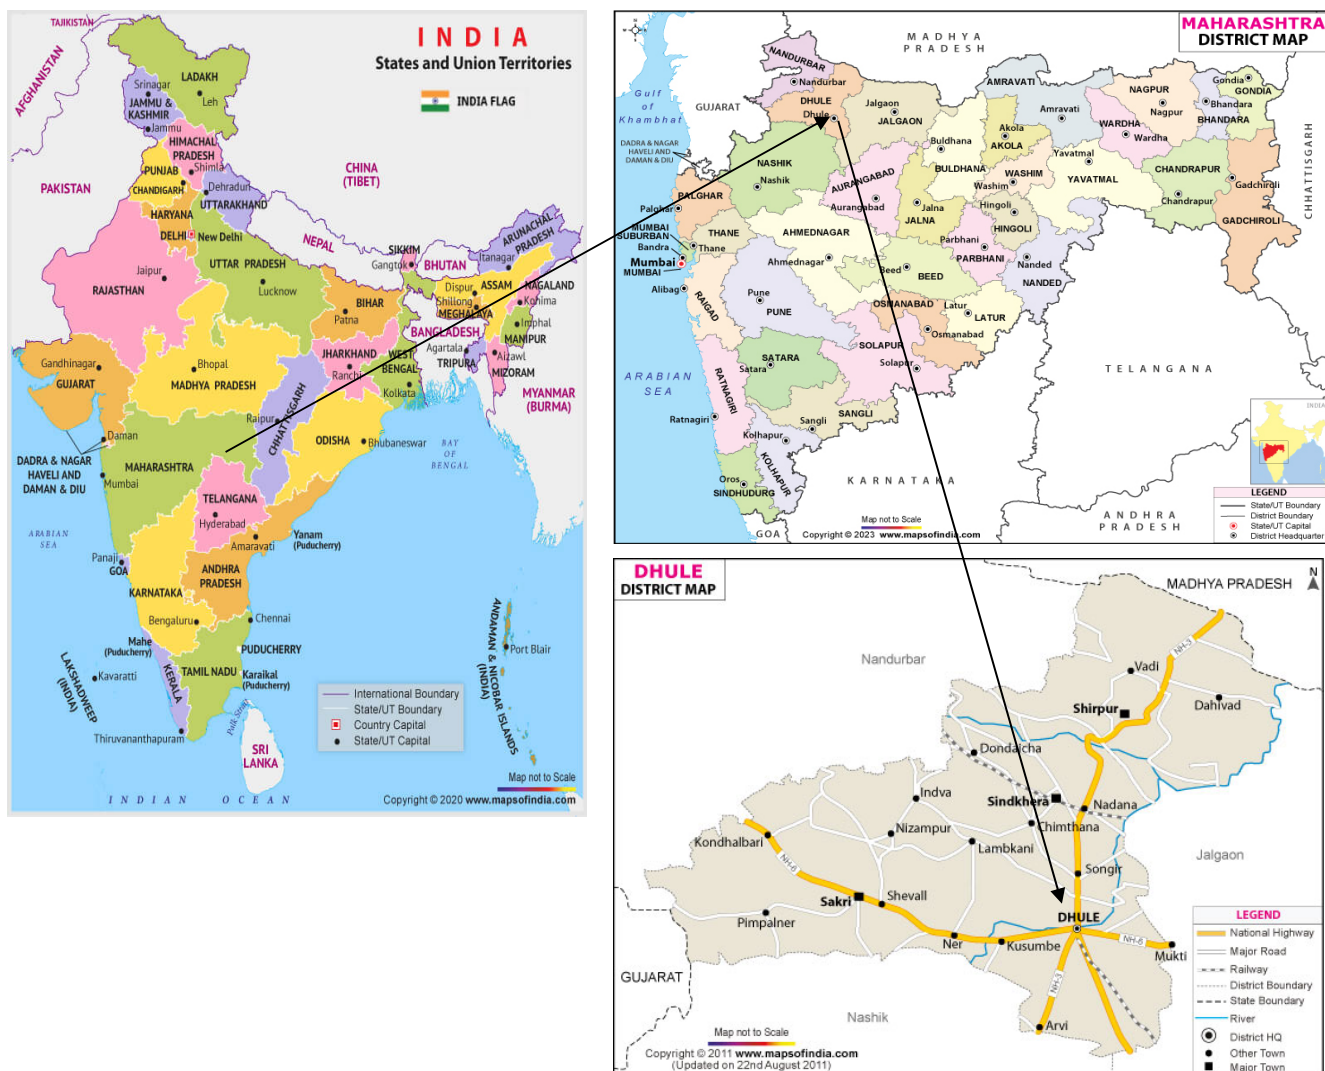 INDIA
States and Union Territories
INDIA FLAG
TAJIKISTAN
AFGHANISTAN
PAKISTAN
CHINA
(TIBET)
NEPAL
BHUTAN
BANGLADESH
MYANMAR
(BURMA)
SRI
LANKA
LADAKH
Leh
Srinagar
JAMMU &
KASHMIR
Jammu
HIMACHAL
PRADESH
Shimla
PUNJAB
CHANDIGARH
Dehradun
UTTARAKHAND
HARYANA
DELHI
New Delhi
UTTAR PRADESH
Lucknow
Jaipur
RAJASTHAN
SIKKIM
Gangtok
ARUNACHAL
PRADESH
Itanagar
Dispur
ASSAM
NAGALAND
Kohima
Shillong
MEGHALAYA
Imphal
MANIPUR
Agartala
TRIPURA
Aizawl
MIZORAM
BIHAR
Patna
JHARKHAND
Ranchi
WEST
BENGAL
Kolkata
Gandhinagar
GUJARAT
Bhopal
MADHYA PRADESH
CHHATTISGARH
Raipur
ODISHA
Bhubaneswar
Daman
DADRA & NAGAR
HAVELI AND
DAMAN & DIU
MAHARASHTRA
Mumbai
TELANGANA
Hyderabad
Amaravati
Yanam
(Puducherry)
ANDHRA
PRADESH
Panaji
GOA
KARNATAKA
Bengaluru
Chennai
Mahe
(Puducherry)
PUDUCHERRY
KERALA
TAMIL NADU
Karaikal
(Puducherry)
Kavaratti
LAKSHADWEEP
(INDIA)
Thiruvananthapuram
Palk Strait
ANDAMAN & NICOBAR ISLANDS
(INDIA)
Port Blair
ARABIAN
SEA
BAY
OF
BENGAL
INDIAN OCEAN
International Boundary
State/UT Boundary
Country Capital
State/UT Capital
Map not to Scale
Copyright © 2020 www.mapsofindia.com
MAHARASHTRA
DISTRICT MAP
MADHYA
PRADESH
GUJARAT
Gulf
of
Khambhat
DADRA & NAGAR
HAVELI AND
DAMAN & DIU
CHHATTISGARH
TELANGANA
ANDHRA
PRADESH
KARNATAKA
GOA
ARABIAN
SEA
NANDURBAR
Nandurbar
DHULE
Dhule
Jalgaon
JALGAON
AMRAVATI
Amravati
NAGPUR
Nagpur
Gondia
GONDIA
Bhandara
BHANDARA
WARDHA
Wardha
Akola
AKOLA
Buldhana
BULDHANA
Yavatmal
YAVATMAL
WASHIM
Washim
CHANDRAPUR
Chandrapur
Gadchiroli
GADCHIROLI
NASHIK
Nashik
AURANGABAD
Aurangabad
Jalna
JALNA
Hingoli
HINGOLI
Parbhani
PARBHANI
Nanded
NANDED
PALGHAR
Palghar
THANE
Thane
MUMBAI
SUBURBAN
Bandra
Mumbai
MUMBAI
Alibag
RAIGAD
AHMEDNAGAR
Ahmednagar
Beed
BEED
Pune
PUNE
OSMANABAD
Osmanabad
Latur
LATUR
SOLAPUR
Solapur
SATARA
Satara
RATNAGIRI
Ratnagiri
SANGLI
Sangli
Kolhapur
KOLHAPUR
Oros
SINDHUDURG
Map not to Scale
Copyright © 2023 www.mapsofindia.com
INDIA
LEGEND
State/UT Boundary
District Boundary
State/UT Capital
District Headquarter
DHULE
DISTRICT MAP
MADHYA PRADESH
N
Nandurbar
Jalgaon
Nashik
GUJARAT
NH-3
Vadi
Dahivad
Shirpur
Dondaicha
Sindkhera
Nadana
Indva
Chimthana
Nizampur
Lambkani
Kondhalbari
NH-6
Songir
Sakri
Shevall
DHULE
Pimpalner
Ner
Kusumbe
NH-6
Mukti
NH-3
Arvi
Map not to Scale
Copyright © 2011 www.mapsofindia.com
(Updated on 22nd August 2011)
LEGEND
National Highway
Major Road
Railway
District Boundary
State Boundary
River
District HQ
Other Town
Major Town